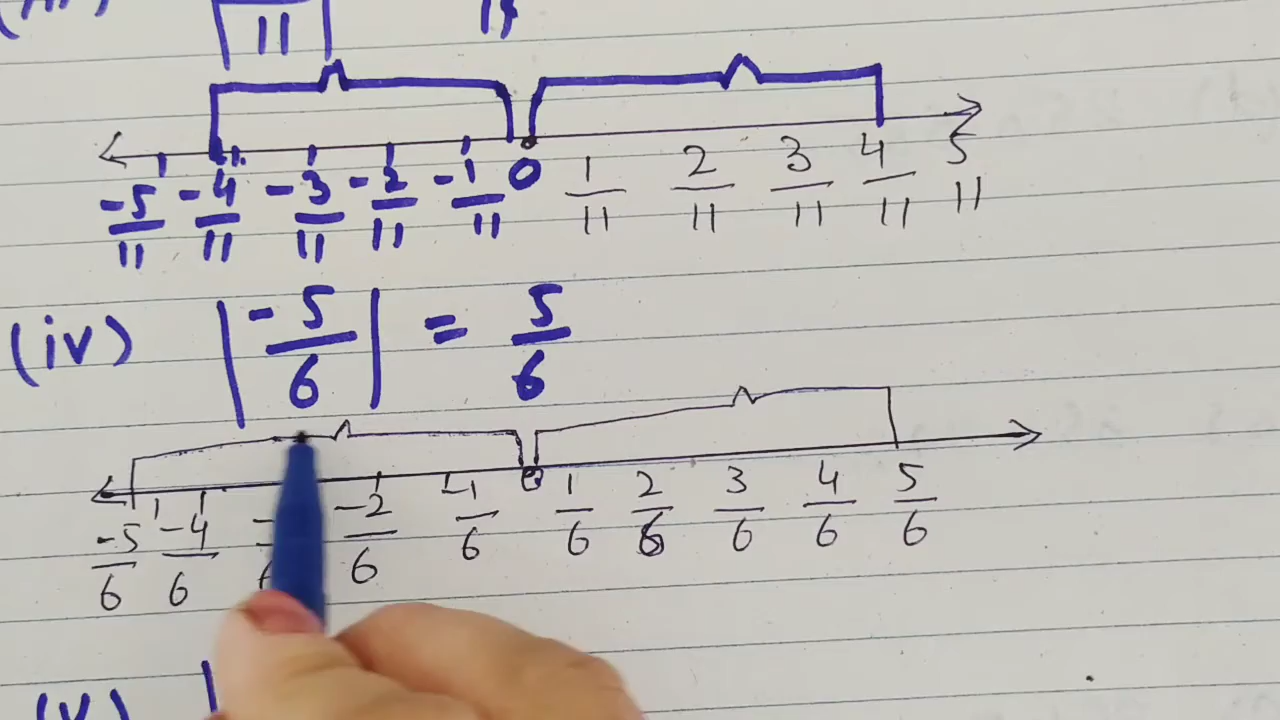 11
-5/11 -4/11 -3/11 -2/11 -1/11 0 1/11 2/11 3/11 4/11 5/11
(iv) |-5/6| = 5/6
-5/6 -4/6 -2/6 -1/6 0 1/6 2/6 3/6 4/6 5/6
(v)